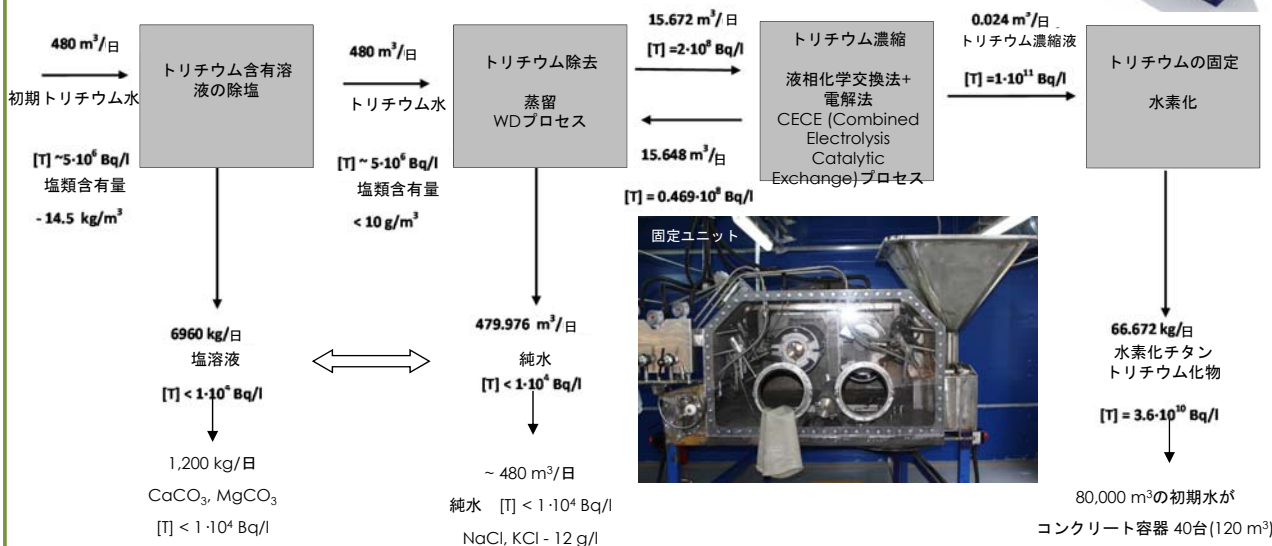 480 m³/日
初期トリチウム水
[T] ~5·10⁶ Bq/l
塩類含有量
- 14.5 kg/m³
トリチウム含有溶
液の除塩
480 m³/日
トリチウム水
[T] ~ 5·10⁶ Bq/l
塩類含有量
< 10 g/m³
トリチウム除去
蒸留
WDプロセス
15.672 m³/日
[T] =2·10⁸ Bq/l
15.648 m³/日
[T] = 0.469·10⁸ Bq/l
トリチウム濃縮
液相化学交換法+
電解法
CECE (Combined
Electrolysis
Catalytic
Exchange)プロセス
0.024 m³/日
トリチウム濃縮液
[T] =1·10¹¹ Bq/l
トリチウムの固定
水素化
6960 kg/日
塩溶液
[T] < 1·10⁴ Bq/l
1,200 kg/日
CaCO₃, MgCO₃
[T] < 1·10⁴ Bq/l
479.976 m³/日
純水
[T] < 1·10⁴ Bq/l
~ 480 m³/日
純水 [T] < 1·10⁴ Bq/l
NaCl, KCl - 12 g/l
固定ユニット
66.672 kg/日
水素化チタン
トリチウム化物
[T] = 3.6·10¹⁰ Bq/l
80,000 m³の初期水が
コンクリート容器 40台(120 m³)